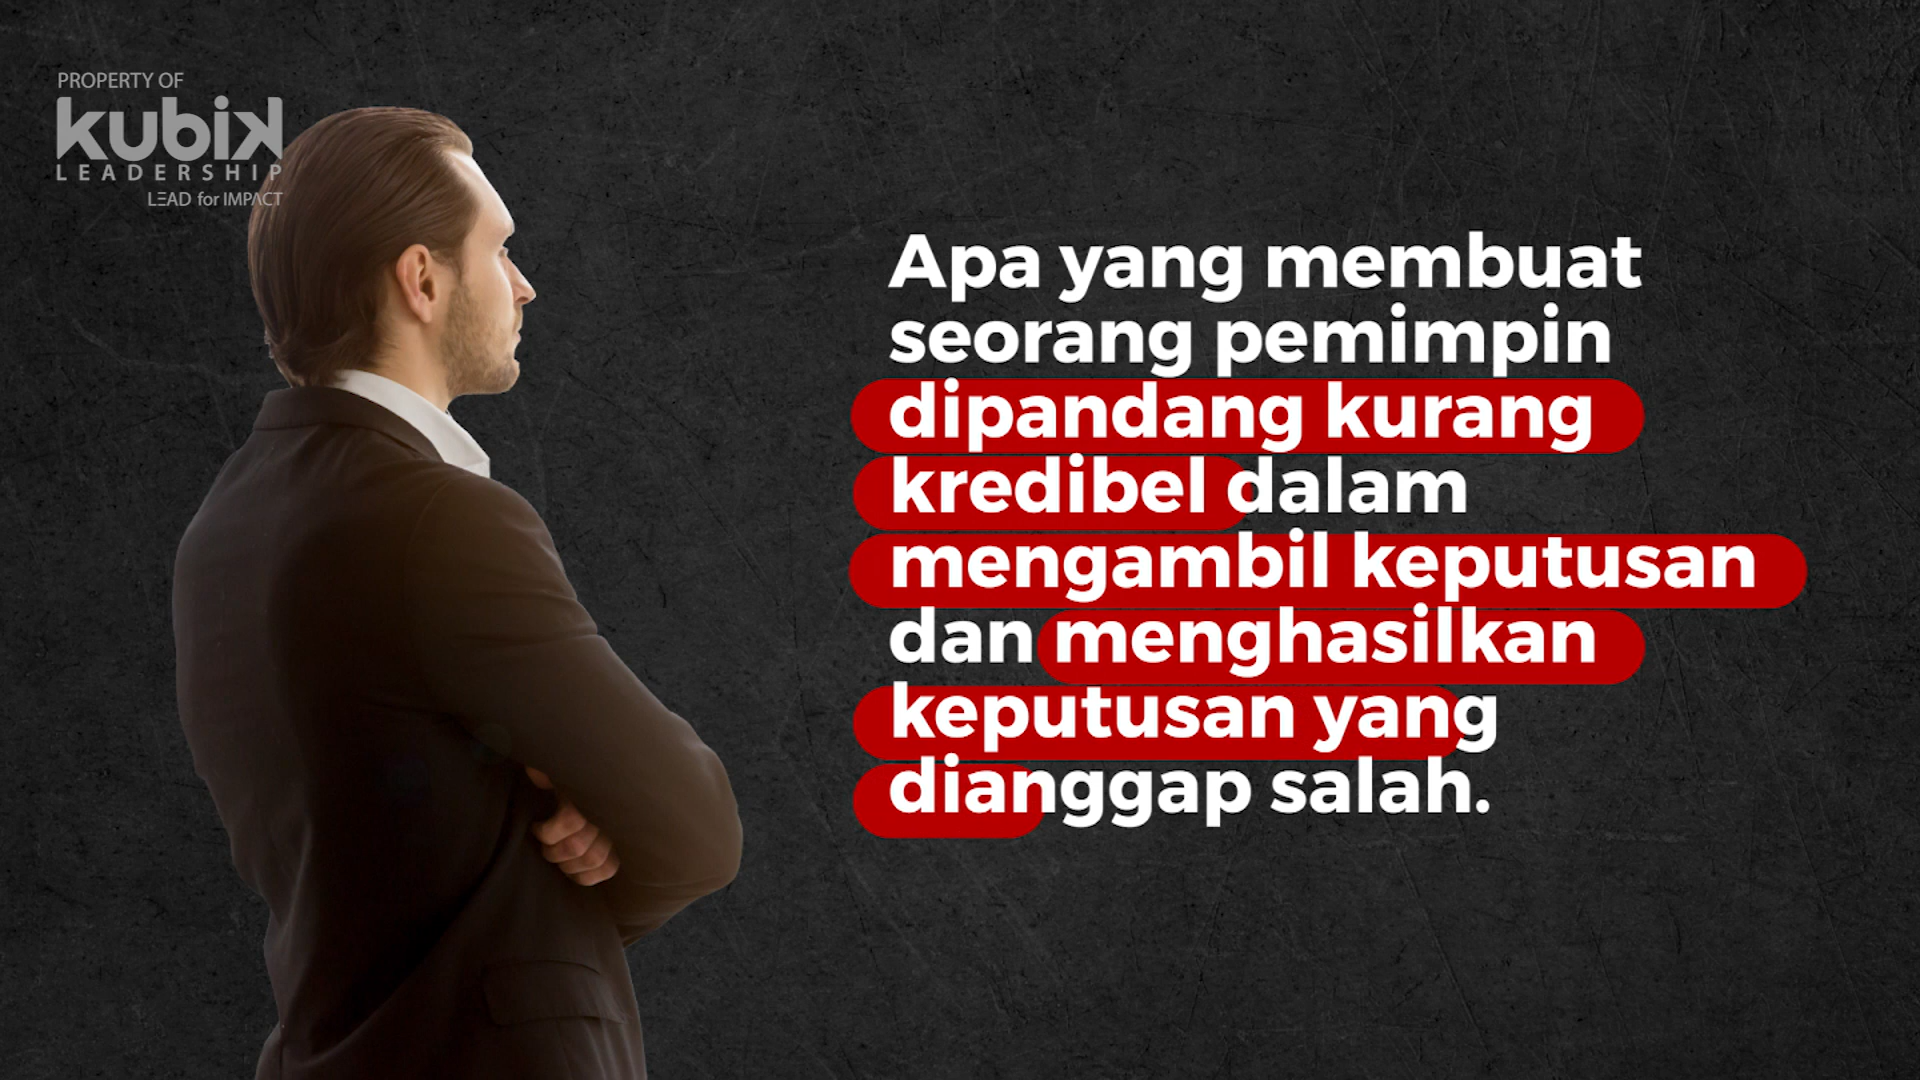 PROPERTY OF
kubik
LEADERSHIP
LEAD for IMPACT
Apa yang membuat
seorang pemimpin
dipandang kurang
kredibel dalam
mengambil keputusan
dan menghasilkan
keputusan yang
dianggap salah.